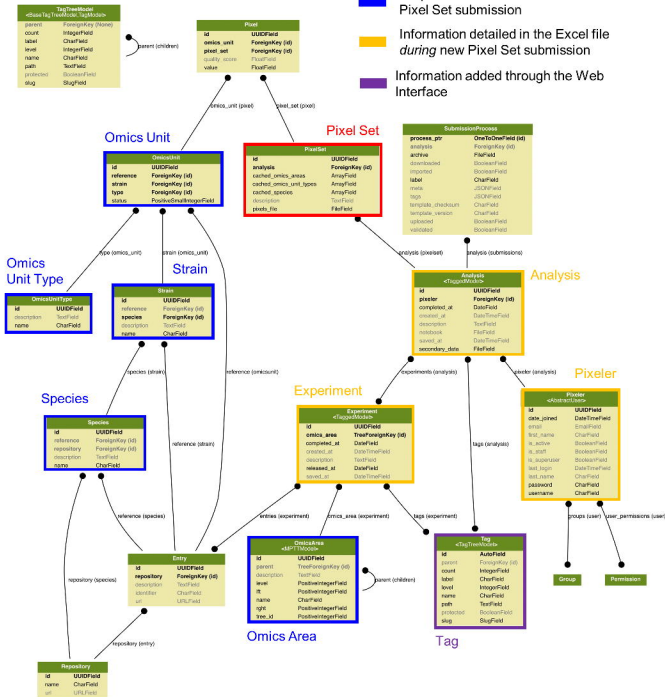 TagTreeModel
<BaseTagTreeModel,TagModel>
parent ForeignKey (None)
count IntegerField
label CharField
level IntegerField
name CharField
path TextField
protected BooleanField
slug SlugField
parent (children)
Pixel
id UUIDField
omics_unit ForeignKey (id)
pixel_set ForeignKey (id)
quality_score FloatField
value FloatField
Pixel Set submission
Information detailed in the Excel file
during new Pixel Set submission
Information added through the Web
Interface
omics_unit (pixel)
pixel_set (pixel)
Omics Unit
OmicsUnit
id UUIDField
reference ForeignKey (id)
strain ForeignKey (id)
type ForeignKey (id)
status PositiveSmallIntegerField
Pixel Set
PixelSet
id UUIDField
analysis ForeignKey (id)
cached_omics_areas ArrayField
cached_omics_unit_types ArrayField
cached_species ArrayField
description TextField
pixels_file FileField
SubmissionProcess
process_ptr OneToOneField (id)
analysis ForeignKey (id)
archive FileField
downloaded BooleanField
imported BooleanField
label CharField
meta JSONField
tags JSONField
template_checksum CharField
template_version CharField
uploaded BooleanField
validated BooleanField
type (omics_unit)
strain (omics_unit)
analysis (pixelset)
analysis (submissions)
Omics
Unit Type
OmicsUnitType
id UUIDField
description TextField
name CharField
Strain
Strain
id UUIDField
reference ForeignKey (id)
species ForeignKey (id)
description TextField
name CharField
Analysis
Analysis
<TaggedModel>
id UUIDField
pixeler ForeignKey (id)
completed_at DateField
created_at DateTimeField
description TextField
notebook FileField
saved_at DateTimeField
secondary_data FileField
species (strain)
reference (omicsunit)
experiments (analysis)
pixeler (analysis)
Species
Species
id UUIDField
reference ForeignKey (id)
repository ForeignKey (id)
description TextField
name CharField
reference (strain)
Experiment
Experiment
<TaggedModel>
id UUIDField
omics_area TreeForeignKey (id)
completed_at DateField
created_at DateTimeField
description TextField
released_at DateField
saved_at DateTimeField
tags (analysis)
Pixeler
Pixeler
<AbstractUser>
id UUIDField
date_joined DateTimeField
email EmailField
first_name CharField
is_active BooleanField
is_staff BooleanField
is_superuser BooleanField
last_login DateTimeField
last_name CharField
password CharField
username CharField
reference (species)
entries (experiment)
omics_area (experiment)
tags (experiment)
groups (user)
user_permissions (user)
repository (species)
Entry
id UUIDField
repository ForeignKey (id)
description TextField
identifier CharField
url URLField
OmicsArea
<MPTTModel>
id UUIDField
parent TreeForeignKey (id)
description TextField
level PositiveIntegerField
lft PositiveIntegerField
name CharField
rght PositiveIntegerField
tree_id PositiveIntegerField
parent (children)
Omics Area
Tag
<TagTreeModel>
id AutoField
parent ForeignKey (id)
count IntegerField
label CharField
level IntegerField
name CharField
path TextField
protected BooleanField
slug SlugField
Tag
Group
Permission
repository (entry)
Repository
id UUIDField
name CharField
url URLField